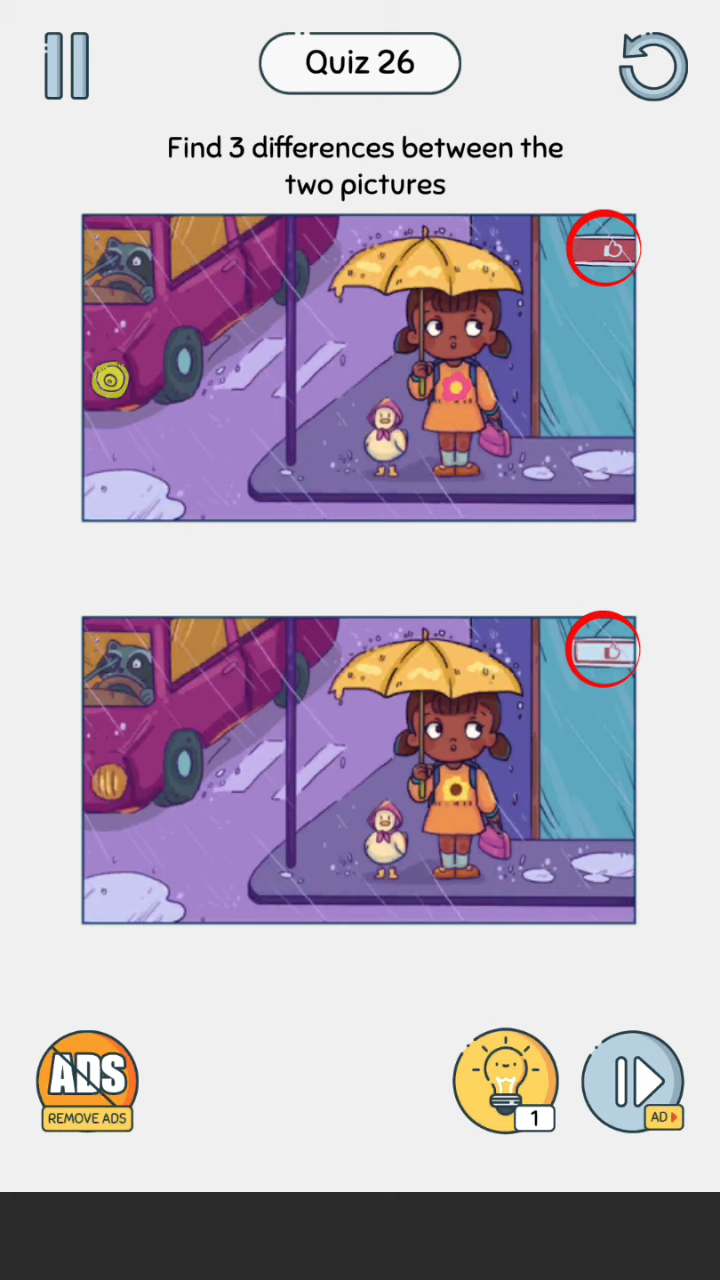 Quiz 26
Find 3 differences between the
two pictures
ADS
REMOVE ADS
1
AD